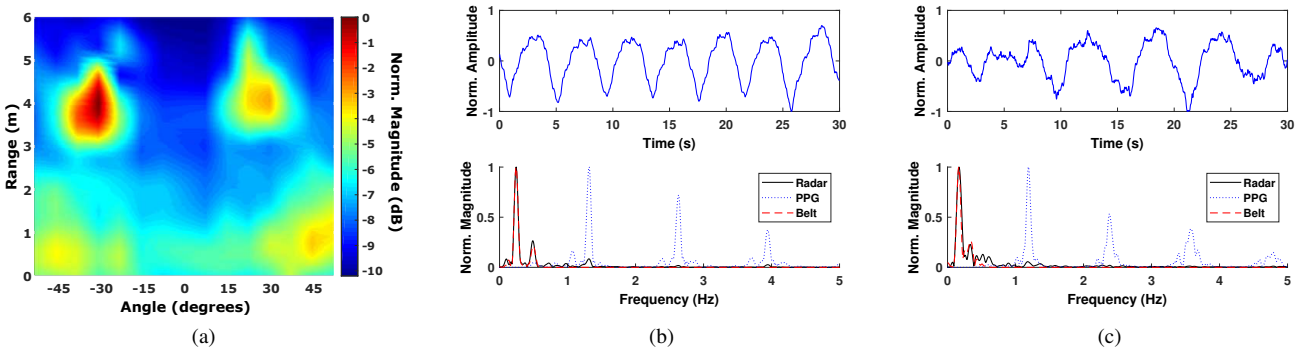 6
5
4
3
2
1
0
Range (m)
-45 -30 -15 0 15 30 45
Angle (degrees)
0
-1
-2
-3
-4
-5
-6
-7
-8
-9
-10
Norm. Magnitude (dB)
(a)
1
0
-1
Norm. Amplitude
0 5 10 15 20 25 30
Time (s)
1
0.5
0
Norm. Magnitude
Radar
PPG
Belt
0 1 2 3 4 5
Frequency (Hz)
(b)
1
0
-1
Norm. Amplitude
0 5 10 15 20 25 30
Time (s)
1
0.5
0
Norm. Magnitude
Radar
PPG
Belt
0 1 2 3 4 5
Frequency (Hz)
(c)